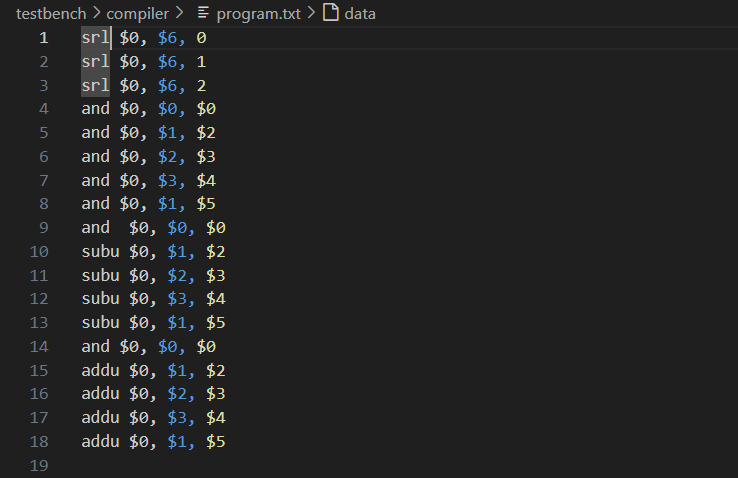 testbench > compiler > program.txt > data
1 srl $0, $6, 0
2 srl $0, $6, 1
3 srl $0, $6, 2
4 and $0, $0, $0
5 and $0, $1, $2
6 and $0, $2, $3
7 and $0, $3, $4
8 and $0, $1, $5
9 and  $0, $0, $0
10 subu $0, $1, $2
11 subu $0, $2, $3
12 subu $0, $3, $4
13 subu $0, $1, $5
14 and $0, $0, $0
15 addu $0, $1, $2
16 addu $0, $2, $3
17 addu $0, $3, $4
18 addu $0, $1, $5
19